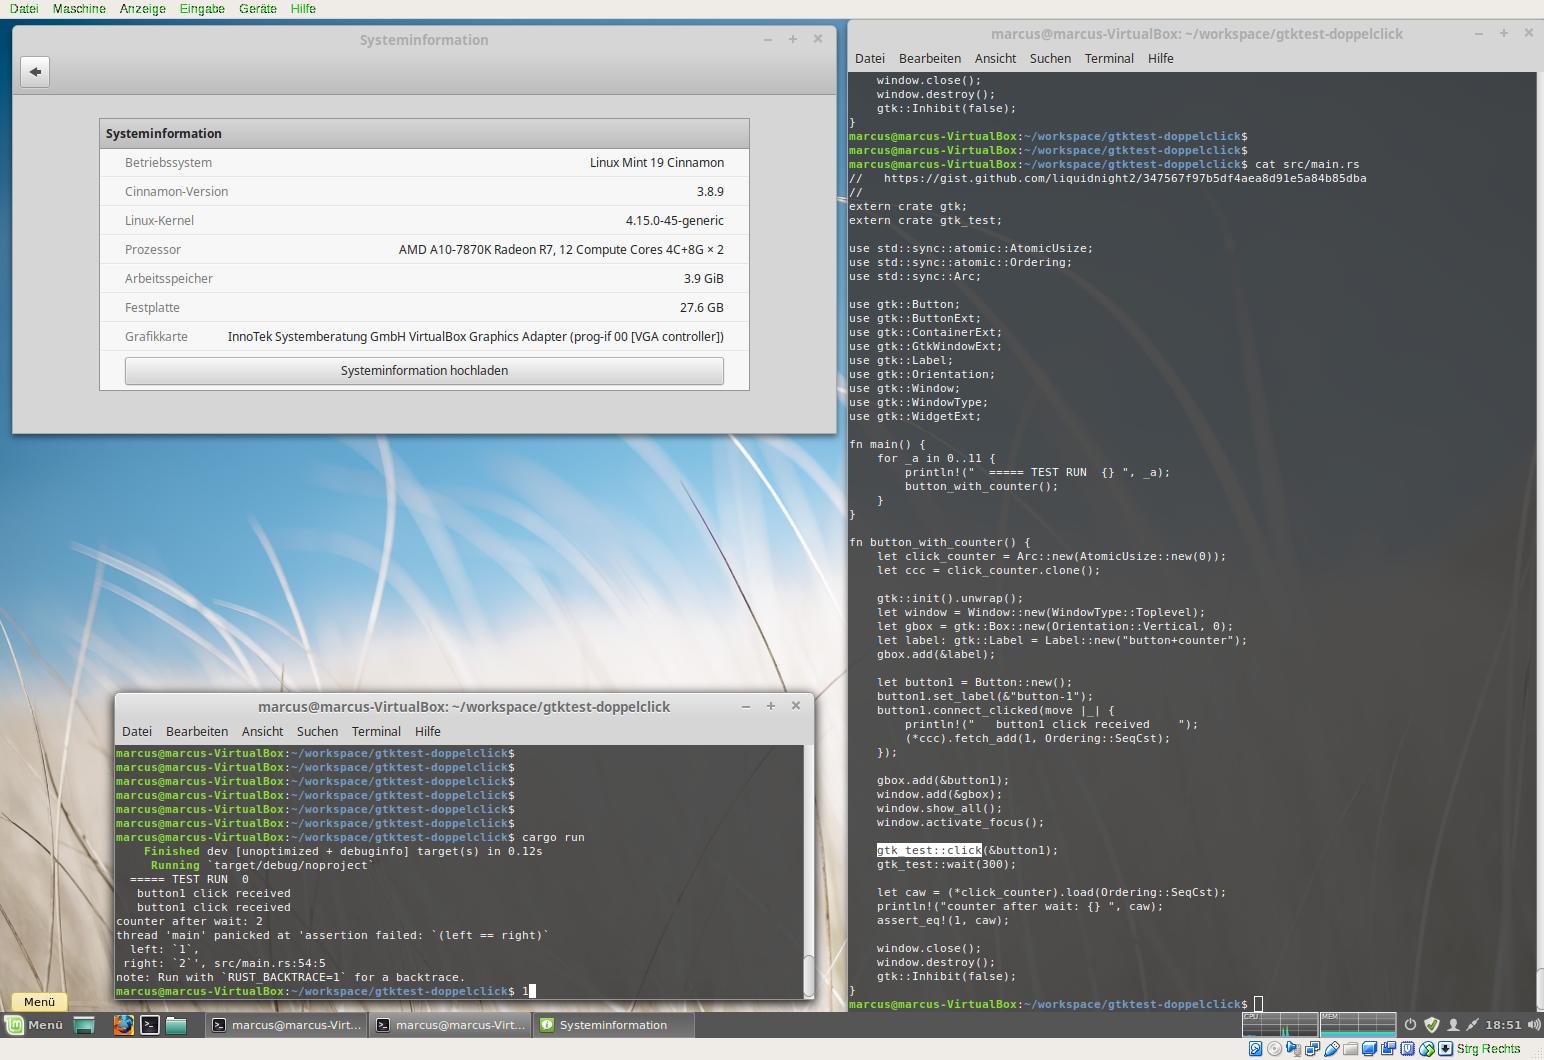 Datei Maschine Anzeige Eingabe Geräte Hilfe
Systeminformation
Systeminformation
Betriebssystem Linux Mint 19 Cinnamon
Cinnamon-Version 3.8.9
Linux-Kernel 4.15.0-45-generic
Prozessor AMD A10-7870K Radeon R7, 12 Compute Cores 4C+8G × 2
Arbeitsspeicher 3.9 GiB
Festplatte 27.6 GB
Grafikkarte InnoTek Systemberatung GmbH VirtualBox Graphics Adapter (prog-if 00 [VGA controller])
Systeminformation hochladen
marcus@marcus-VirtualBox: ~/workspace/gtktest-doppelclick
Datei Bearbeiten Ansicht Suchen Terminal Hilfe
window.close();
window.destroy();
gtk::Inhibit(false);
}
marcus@marcus-VirtualBox:~/workspace/gtktest-doppelclick$
marcus@marcus-VirtualBox:~/workspace/gtktest-doppelclick$
marcus@marcus-VirtualBox:~/workspace/gtktest-doppelclick$ cat src/main.rs
//   https://gist.github.com/liquidnight2/347567f97b5df4aea8d91e5a84b85dba
//
extern crate gtk;
extern crate gtk_test;
use std::sync::atomic::AtomicUsize;
use std::sync::atomic::Ordering;
use std::sync::Arc;
use gtk::Button;
use gtk::ButtonExt;
use gtk::ContainerExt;
use gtk::GtkWindowExt;
use gtk::Label;
use gtk::Orientation;
use gtk::Window;
use gtk::WindowType;
use gtk::WidgetExt;
fn main() {
for _a in 0..11 {
println!("  ===== TEST RUN  {} ", _a);
button_with_counter();
}
}
fn button_with_counter() {
let click_counter = Arc::new(AtomicUsize::new(0));
let ccc = click_counter.clone();
gtk::init().unwrap();
let window = Window::new(WindowType::Toplevel);
let gbox = gtk::Box::new(Orientation::Vertical, 0);
let label: gtk::Label = Label::new("button+counter");
gbox.add(&label);
let button1 = Button::new();
button1.set_label(&"button-1");
button1.connect_clicked(move |_| {
println!("   button1 click received    ");
(*ccc).fetch_add(1, Ordering::SeqCst);
});
gbox.add(&button1);
window.add(&gbox);
window.show_all();
window.activate_focus();
gtk_test::click(&button1);
gtk_test::wait(300);
let caw = (*click_counter).load(Ordering::SeqCst);
println!("counter after wait: {} ", caw);
assert_eq!(1, caw);
window.close();
window.destroy();
gtk::Inhibit(false);
}
marcus@marcus-VirtualBox:~/workspace/gtktest-doppelclick$
marcus@marcus-VirtualBox: ~/workspace/gtktest-doppelclick
Datei Bearbeiten Ansicht Suchen Terminal Hilfe
marcus@marcus-VirtualBox:~/workspace/gtktest-doppelclick$
marcus@marcus-VirtualBox:~/workspace/gtktest-doppelclick$
marcus@marcus-VirtualBox:~/workspace/gtktest-doppelclick$
marcus@marcus-VirtualBox:~/workspace/gtktest-doppelclick$
marcus@marcus-VirtualBox:~/workspace/gtktest-doppelclick$
marcus@marcus-VirtualBox:~/workspace/gtktest-doppelclick$
marcus@marcus-VirtualBox:~/workspace/gtktest-doppelclick$ cargo run
Finished dev [unoptimized + debuginfo] target(s) in 0.12s
Running `target/debug/noproject`
===== TEST RUN  0
button1 click received
button1 click received
counter after wait: 2
thread 'main' panicked at 'assertion failed: `(left == right)`
left: `1`,
right: `2`', src/main.rs:54:5
note: Run with `RUST_BACKTRACE=1` for a backtrace.
marcus@marcus-VirtualBox:~/workspace/gtktest-doppelclick$ 1
Menü
Menü marcus@marcus-Virt... marcus@marcus-Virt... Systeminformation CPU MEM 18:51
Strg Rechts